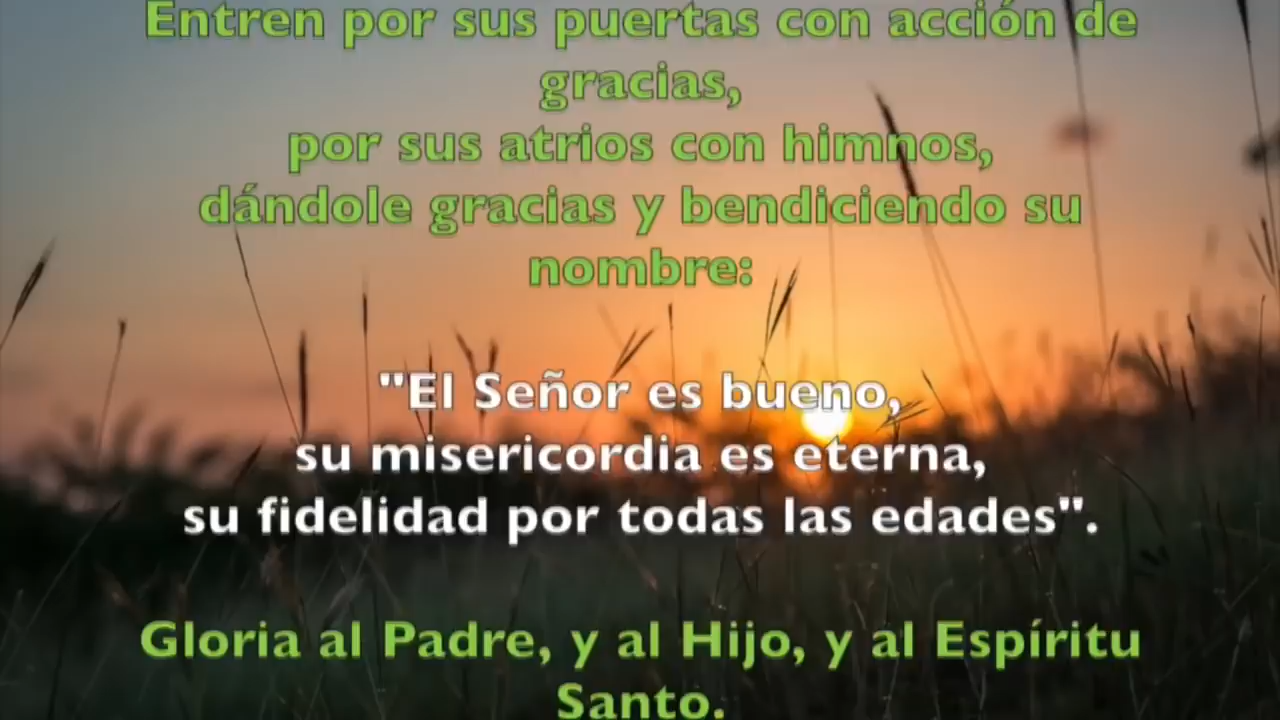 Entren por sus puertas con acción de
gracias,
por sus atrios con himnos,
dándole gracias y bendiciendo su
nombre:
"El Señor es bueno,
su misericordia es eterna,
su fidelidad por todas las edades".
Gloria al Padre, y al Hijo, y al Espíritu
Santo.